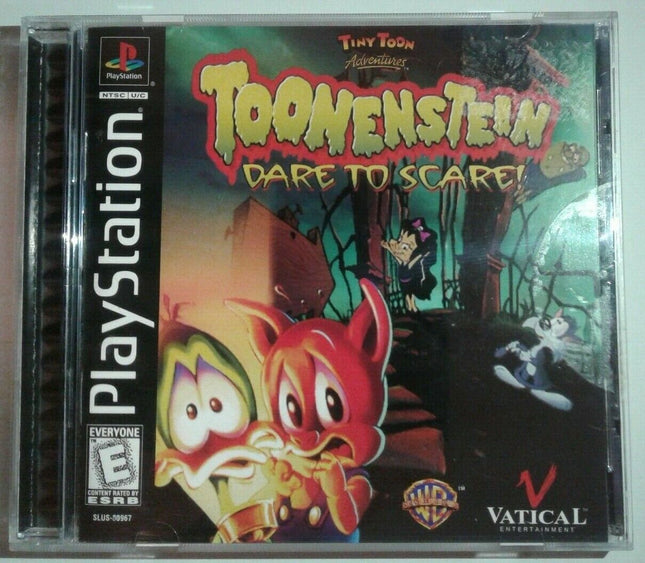 PlayStation
NTSC U/C
PlayStation
TINY TOON
Adventures
TOONENSTEIN
DARE TO SCARE!
EVERYONE
E
CONTENT RATED BY
ESRB
SLUS-00967
WB
VATICAL
ENTERTAINMENT